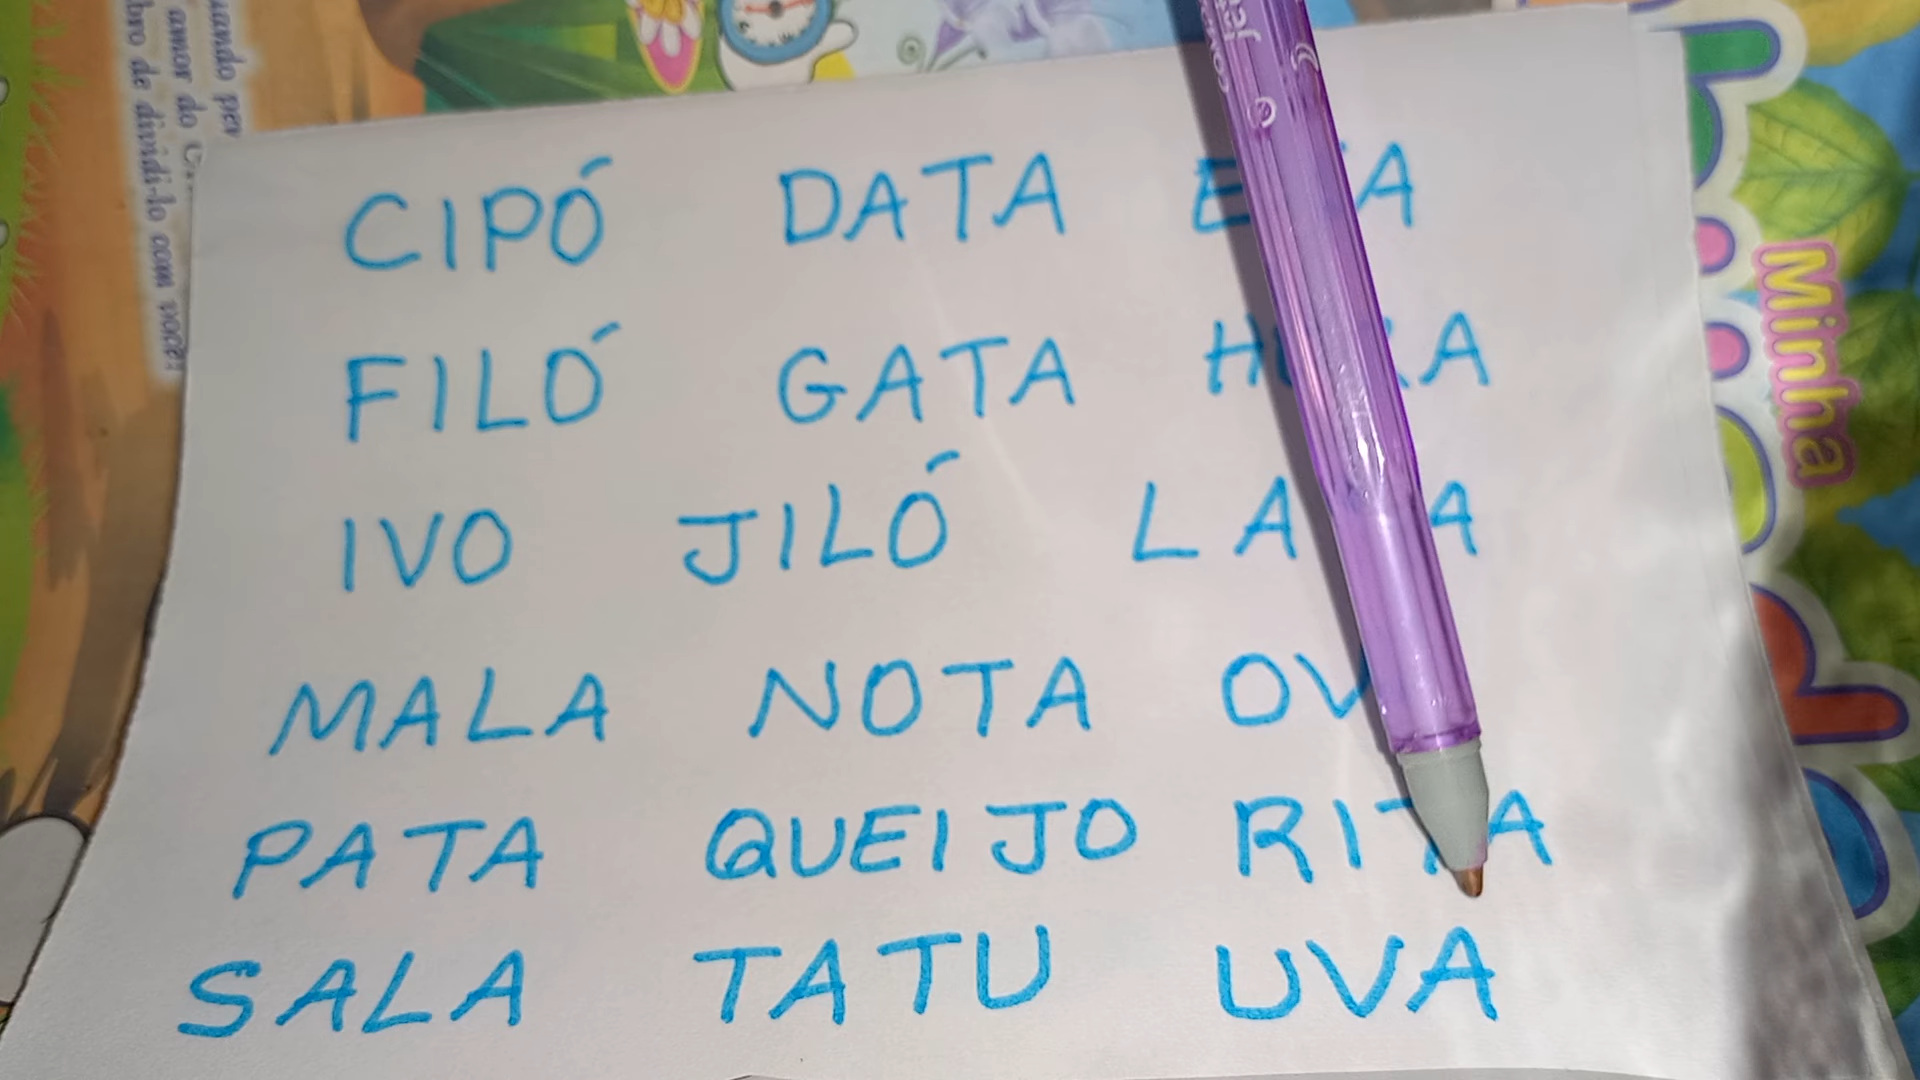 CIPÓ DATA
FILÓ GATA
IVO JILÓ
MALA NOTA
PATA QUEIJO RITA
SALA TATU UVA
Minha